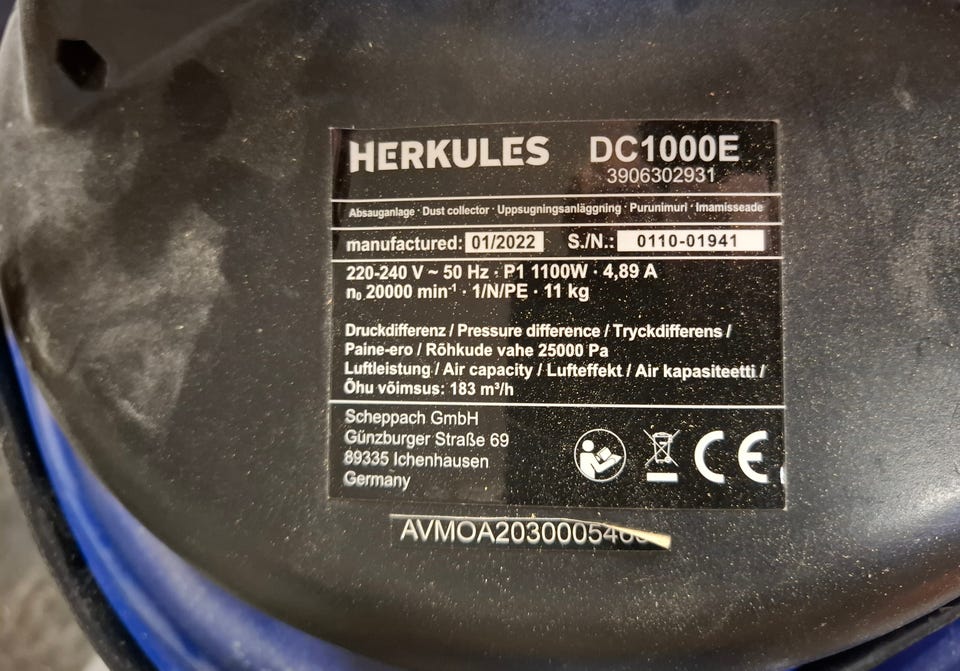 HERKULES DC1000E
3906302931
Absauganlage · Dust collector · Uppsugningsanläggning · Purunimuri · Imamisseade
manufactured: 01/2022 S./N.: 0110-01941
220-240 V ~ 50 Hz · P1 1100W · 4,89 A
n₀ 20000 min⁻¹ · 1/N/PE · 11 kg
Druckdifferenz / Pressure difference / Tryckdifferens /
Paine-ero / Rõhkude vahe 25000 Pa
Luftleistung / Air capacity / Lufteffekt / Air kapasiteetti /
Õhu võimsus: 183 m³/h
Scheppach GmbH
Günzburger Straße 69
89335 Ichenhausen
Germany
CE